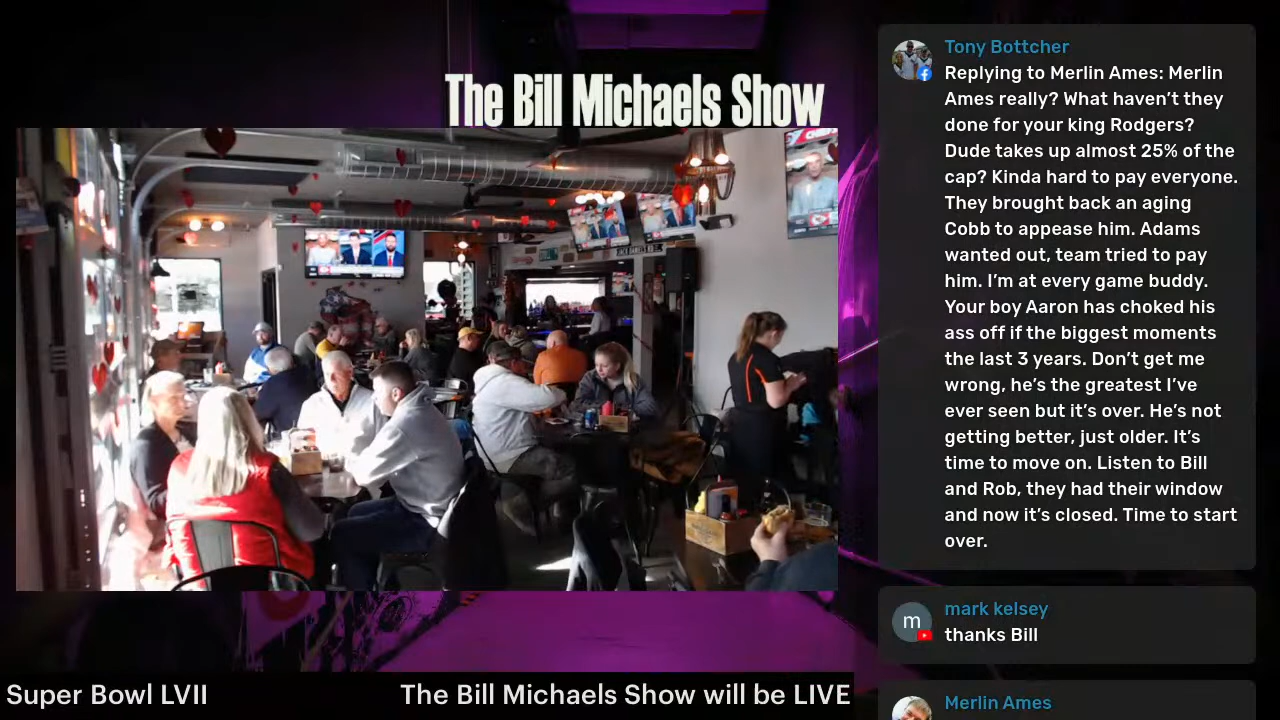 The Bill Michaels Show
JACK DANIEL'S
Tony Bottcher
Replying to Merlin Ames: Merlin
Ames really? What haven’t they
done for your king Rodgers?
Dude takes up almost 25% of the
cap? Kinda hard to pay everyone.
They brought back an aging
Cobb to appease him. Adams
wanted out, team tried to pay
him. I’m at every game buddy.
Your boy Aaron has choked his
ass off if the biggest moments
the last 3 years. Don’t get me
wrong, he’s the greatest I’ve
ever seen but it’s over. He’s not
getting better, just older. It’s
time to move on. Listen to Bill
and Rob, they had their window
and now it’s closed. Time to start
over.
m
mark kelsey
thanks Bill
Merlin Ames
Super Bowl LVII
The Bill Michaels Show will be LIVE